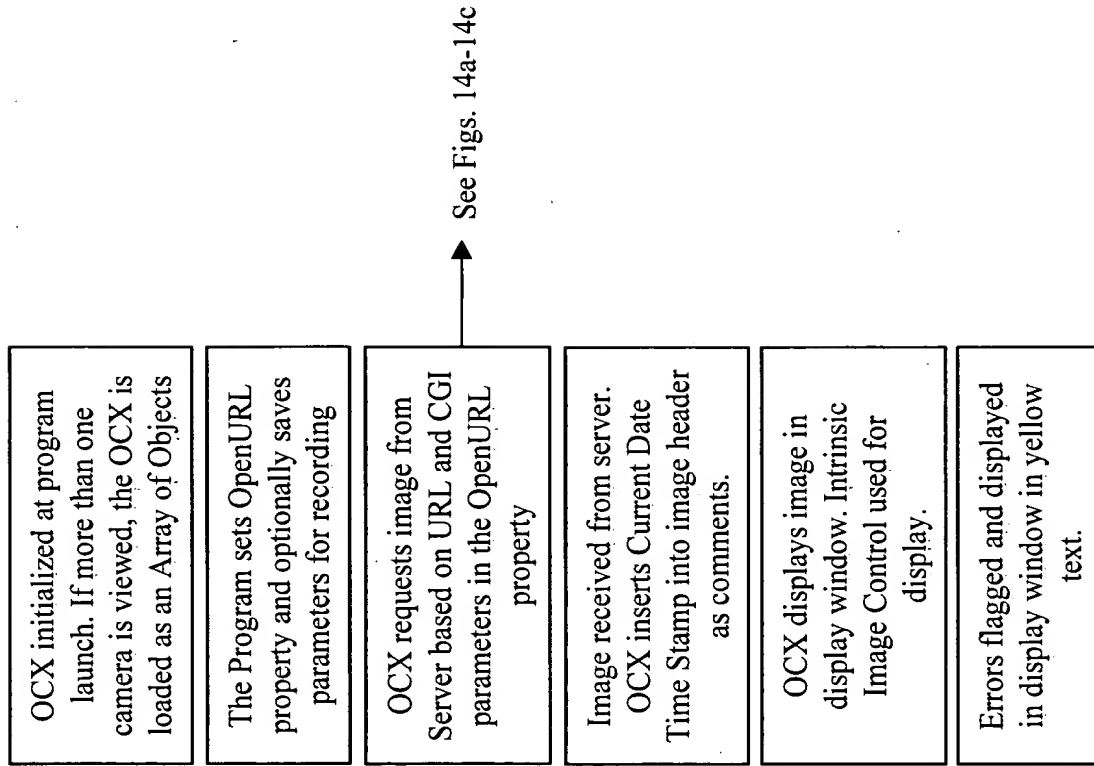 OCX initialized at program
launch. If more than one
camera is viewed, the OCX is
loaded as an Array of Objects
The Program sets OpenURL
property and optionally saves
parameters for recording
OCX requests image from
Server based on URL and CGI
parameters in the OpenURL
property
See Figs. 14a-14c
Image received from server.
OCX inserts Current Date
Time Stamp into image header
as comments.
OCX displays image in
display window. Intrinsic
Image Control used for
display.
Errors flagged and displayed
in display window in yellow
text.